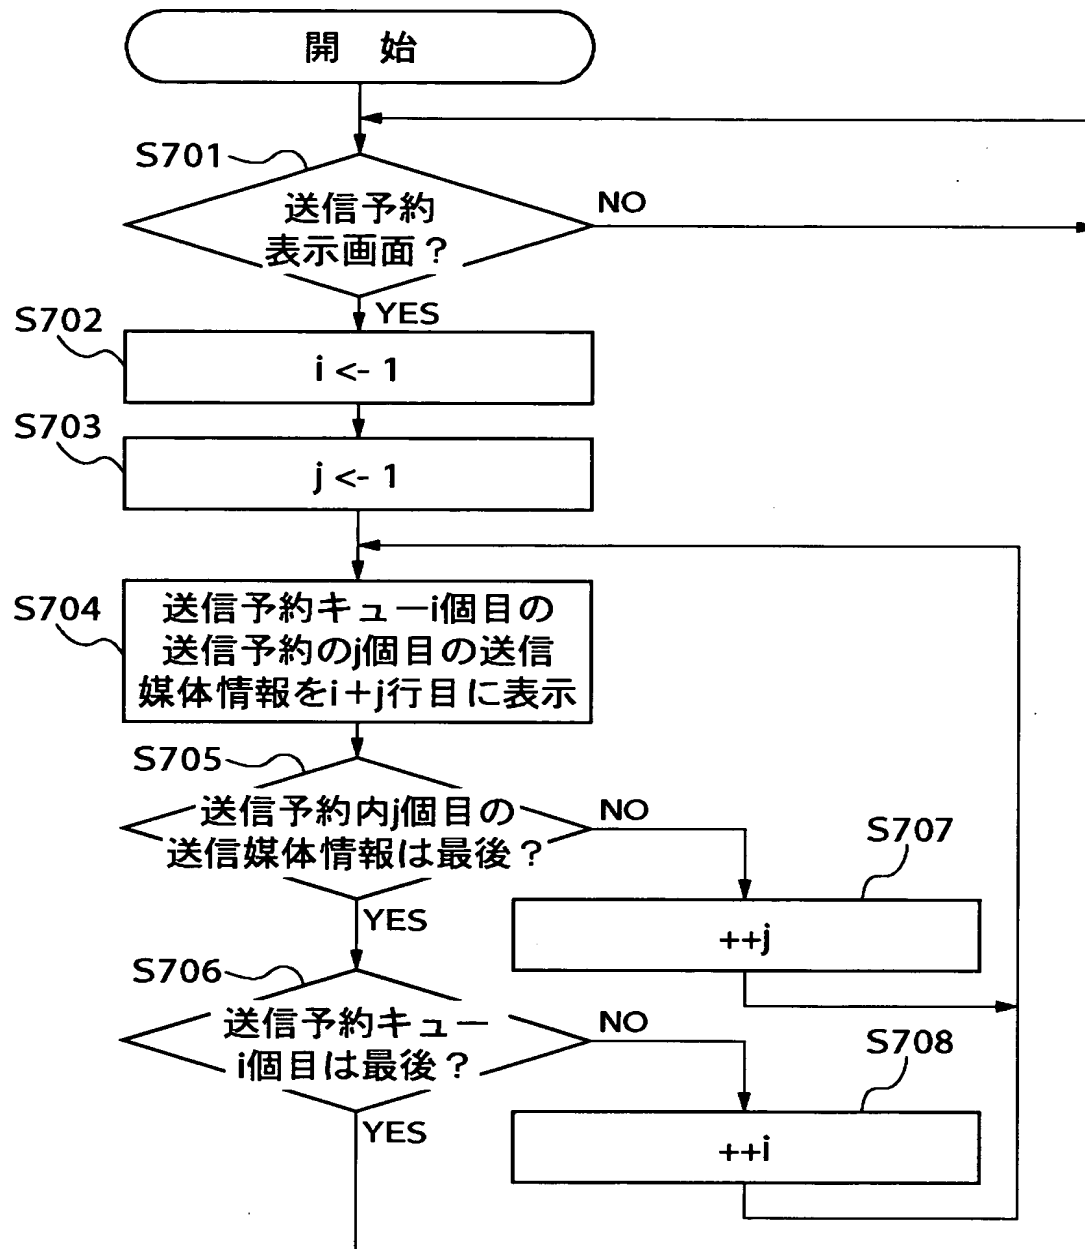 開 始
S701
送信予約
表示画面？
NO
YES
S702
i <- 1
S703
j <- 1
S704
送信予約キューi個目の
送信予約のj個目の送信
媒体情報をi＋j行目に表示
S705
送信予約内j個目の
送信媒体情報は最後？
NO
YES
S707
++j
S706
送信予約キュー
i個目は最後？
NO
YES
S708
++i